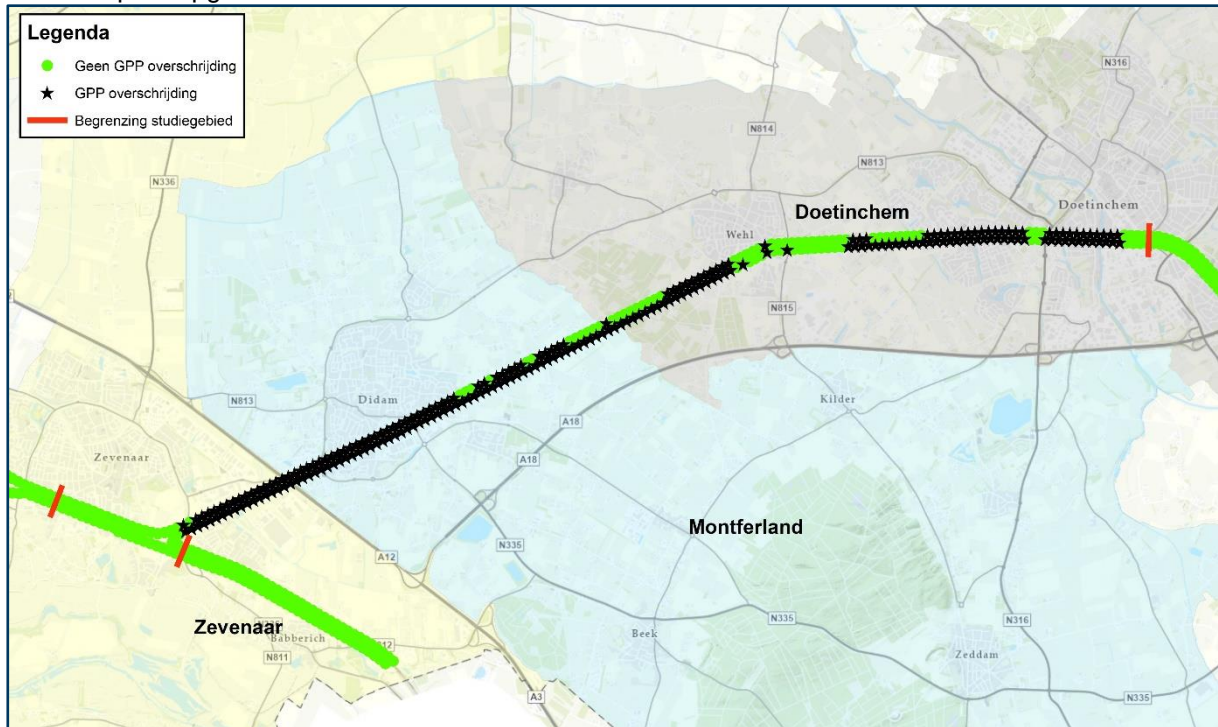 Legenda
Geen GPP overschrijding
GPP overschrijding
Begrenzing studiegebied
N316
N814
N813
N336
Doetinchem
Doetinchem
Wehl
N815
N813
Didam
Kilder
A18
Zevenaar
A18
Montferland
N335
A12
N316
N335
Zevenaar
Babberich
Beek
N811
Zeddam
A3
N335